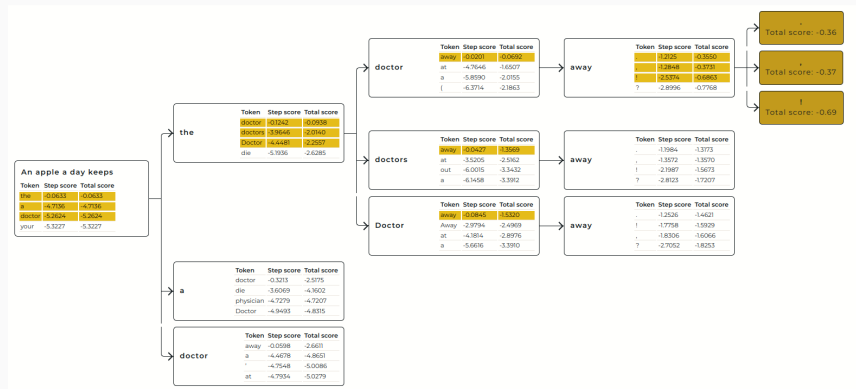 An apple a day keeps
Token Step score Total score
the -0.0633 -0.0633
a -4.7136 -4.7136
doctor -5.2624 -5.2624
your -5.3227 -5.3227
the
Token Step score Total score
doctor -0.1242 -0.0938
doctors -3.9646 -2.0140
Doctor -4.4481 -2.2557
die -5.1936 -2.6285
a
Token Step score Total score
doctor -0.3213 -2.5175
die -3.6069 -4.1602
physician -4.7279 -4.7207
Doctor -4.9493 -4.8315
doctor
Token Step score Total score
away -0.0598 -2.6611
a -4.4678 -4.8651
' -4.7548 -5.0086
at -4.7934 -5.0279
doctor
Token Step score Total score
away -0.0201 -0.0692
at -4.7646 -1.6507
a -5.8590 -2.0155
( -6.3714 -2.1863
doctors
Token Step score Total score
away -0.0427 -1.3569
at -3.5205 -2.5162
out -6.0015 -3.3432
a -6.1458 -3.3912
Doctor
Token Step score Total score
away -0.0845 -1.5320
Away -2.9794 -2.4969
at -4.1814 -2.8976
a -5.6616 -3.3910
away
Token Step score Total score
. -1.2125 -0.3550
, -1.2848 -0.3731
! -2.5374 -0.6863
? -2.8996 -0.7768
away
Token Step score Total score
. -1.1984 -1.3173
, -1.3572 -1.3570
! -2.1987 -1.5673
? -2.8123 -1.7207
away
Token Step score Total score
. -1.2526 -1.4621
! -1.7758 -1.5929
, -1.8306 -1.6066
? -2.7052 -1.8253
.
Total score: -0.36
,
Total score: -0.37
!
Total score: -0.69